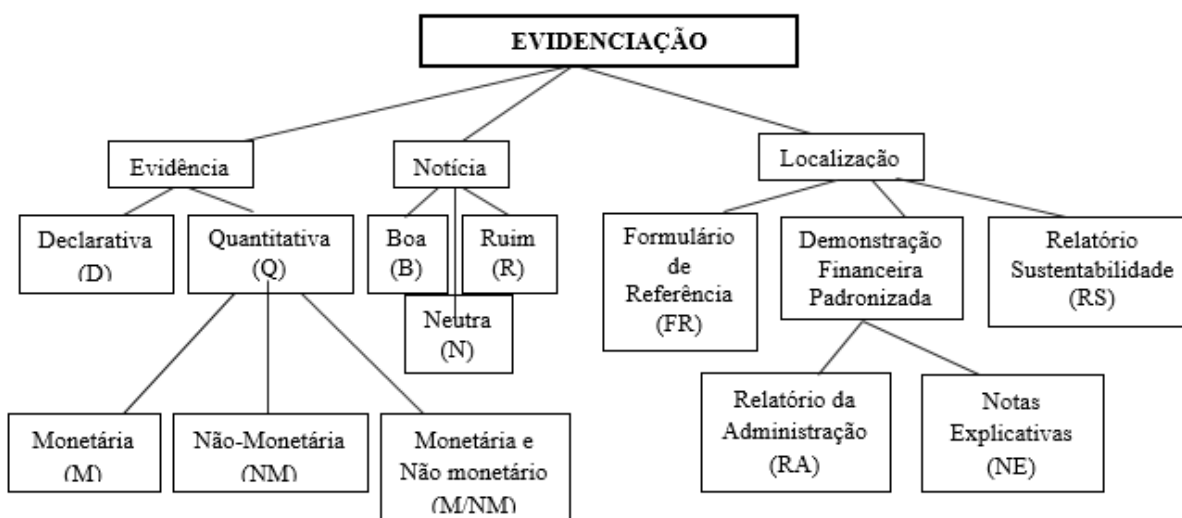 EVIDENCIAÇÃO
Evidência
Notícia
Localização
Declarativa
(D)
Quantitativa
(Q)
Boa
(B)
Ruim
(R)
Neutra
(N)
Formulário
de
Referência
(FR)
Demonstração
Financeira
Padronizada
Relatório
Sustentabilidade
(RS)
Monetária
(M)
Não-Monetária
(NM)
Monetária e
Não monetário
(M/NM)
Relatório da
Administração
(RA)
Notas
Explicativas
(NE)